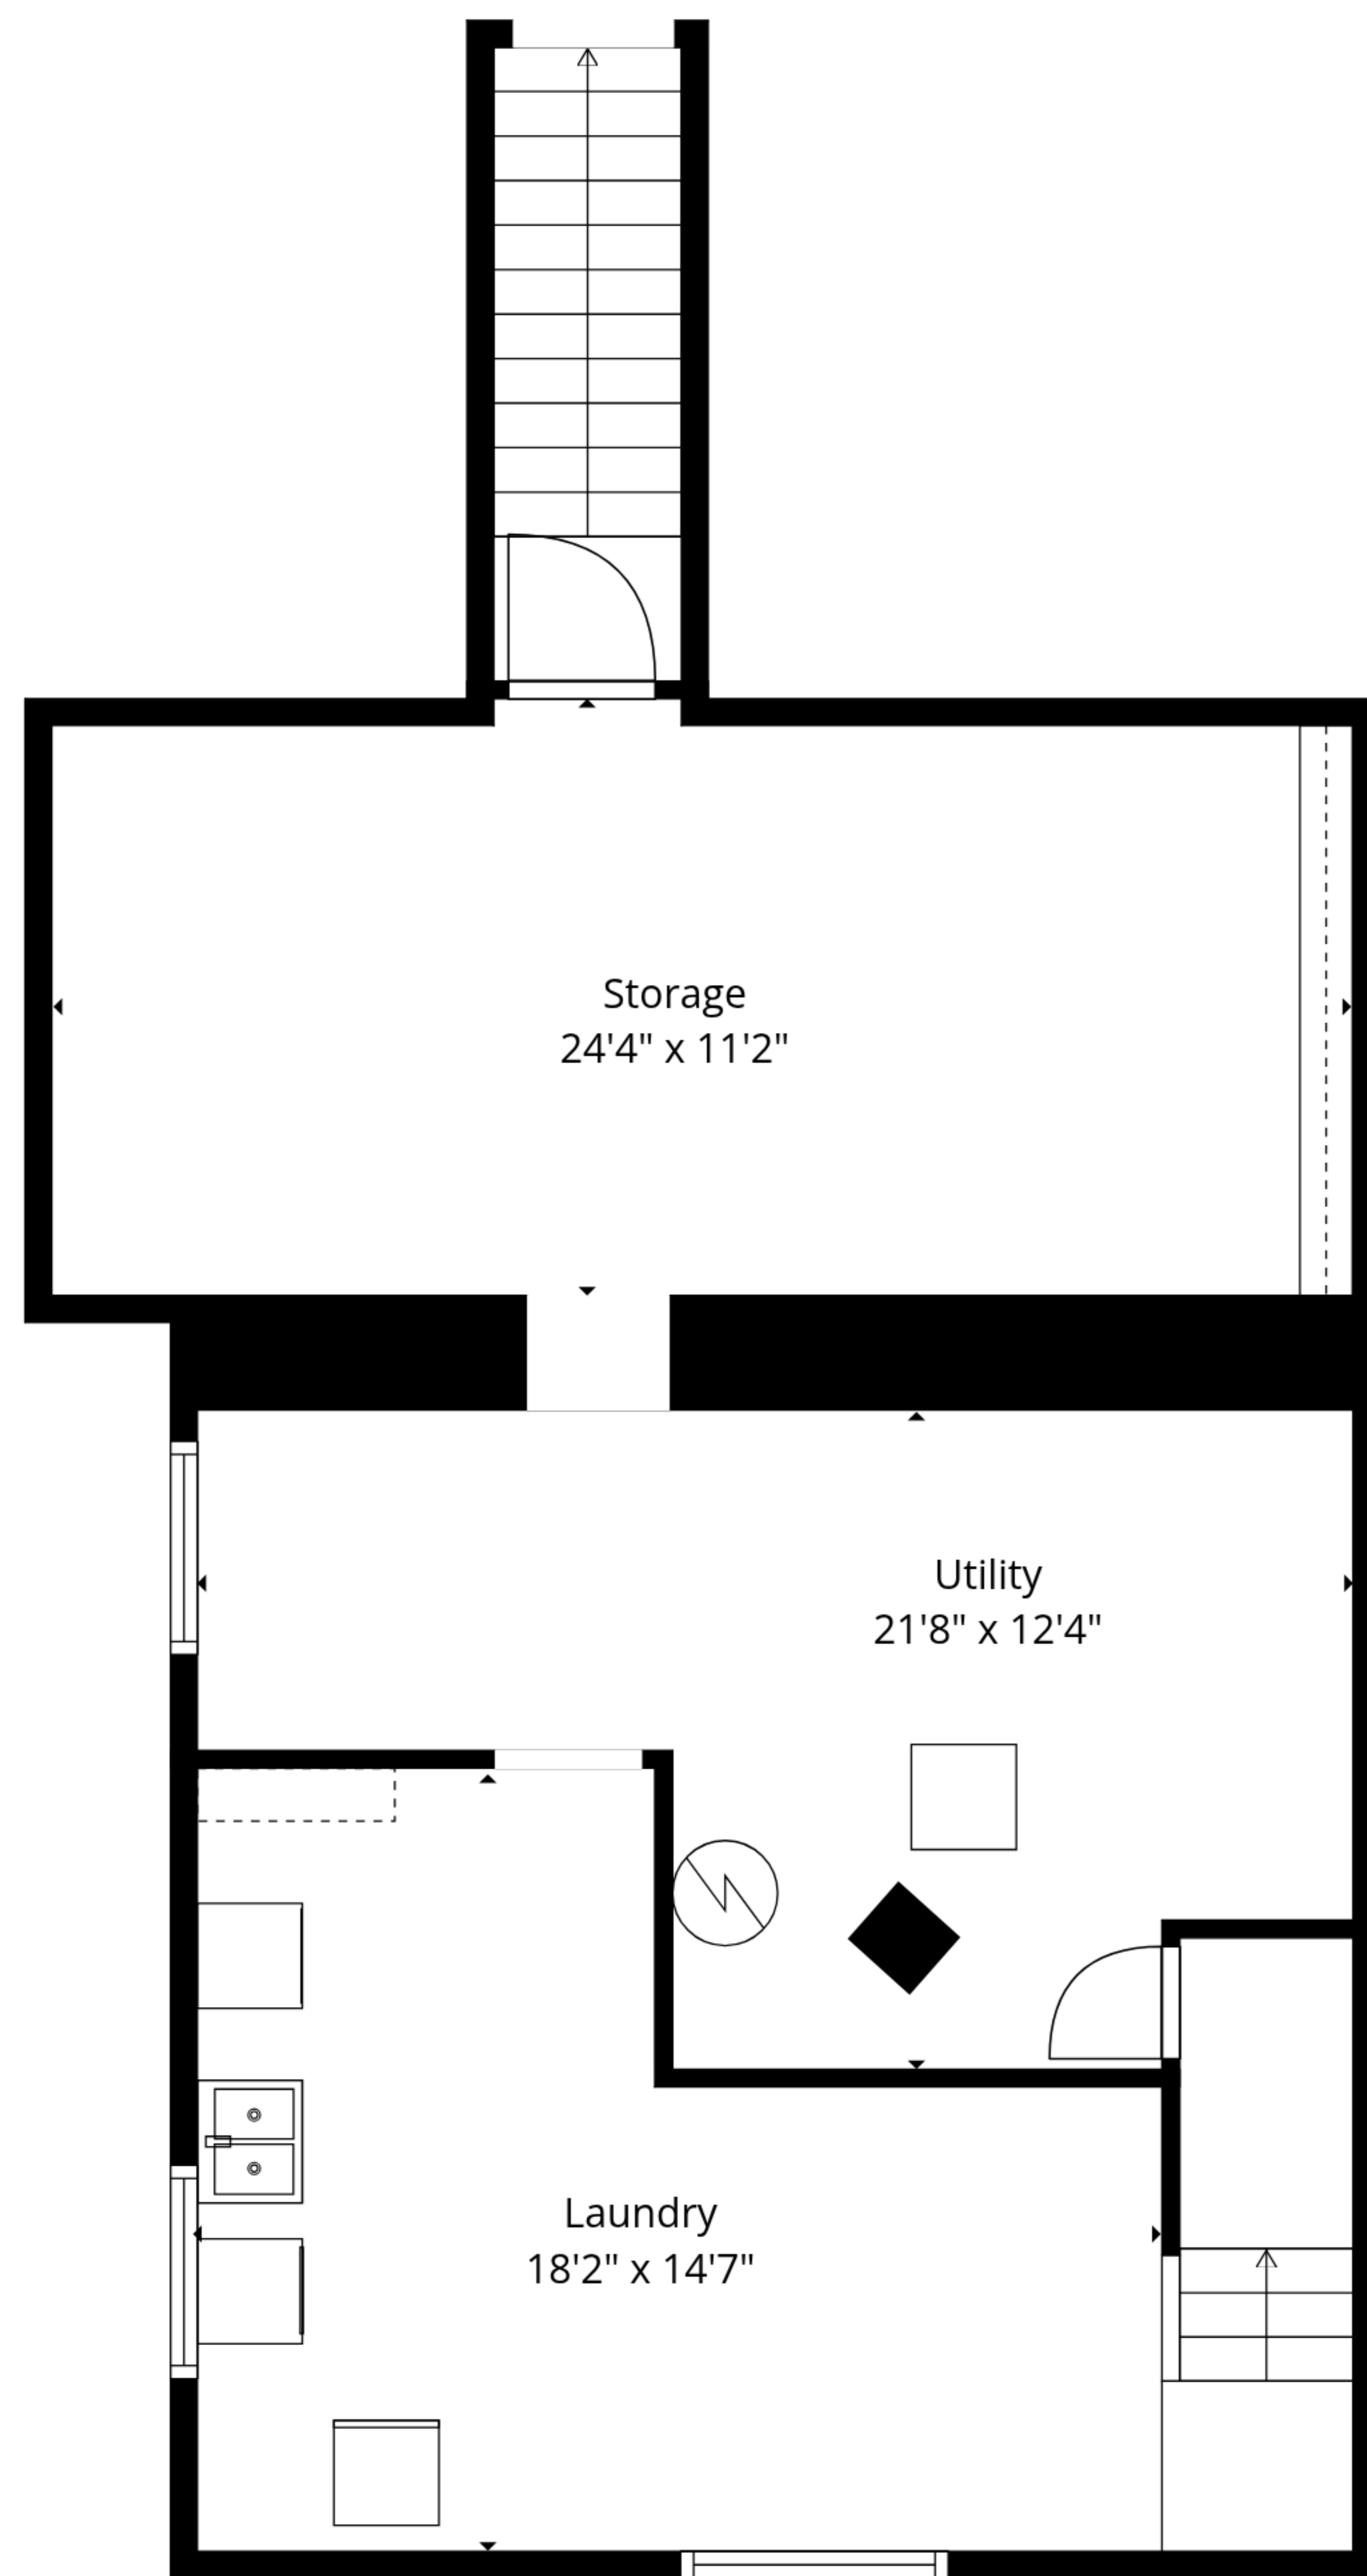 Storage
24'4" x 11'2"
Utility
21'8" x 12'4"
Laundry
18'2" x 14'7"